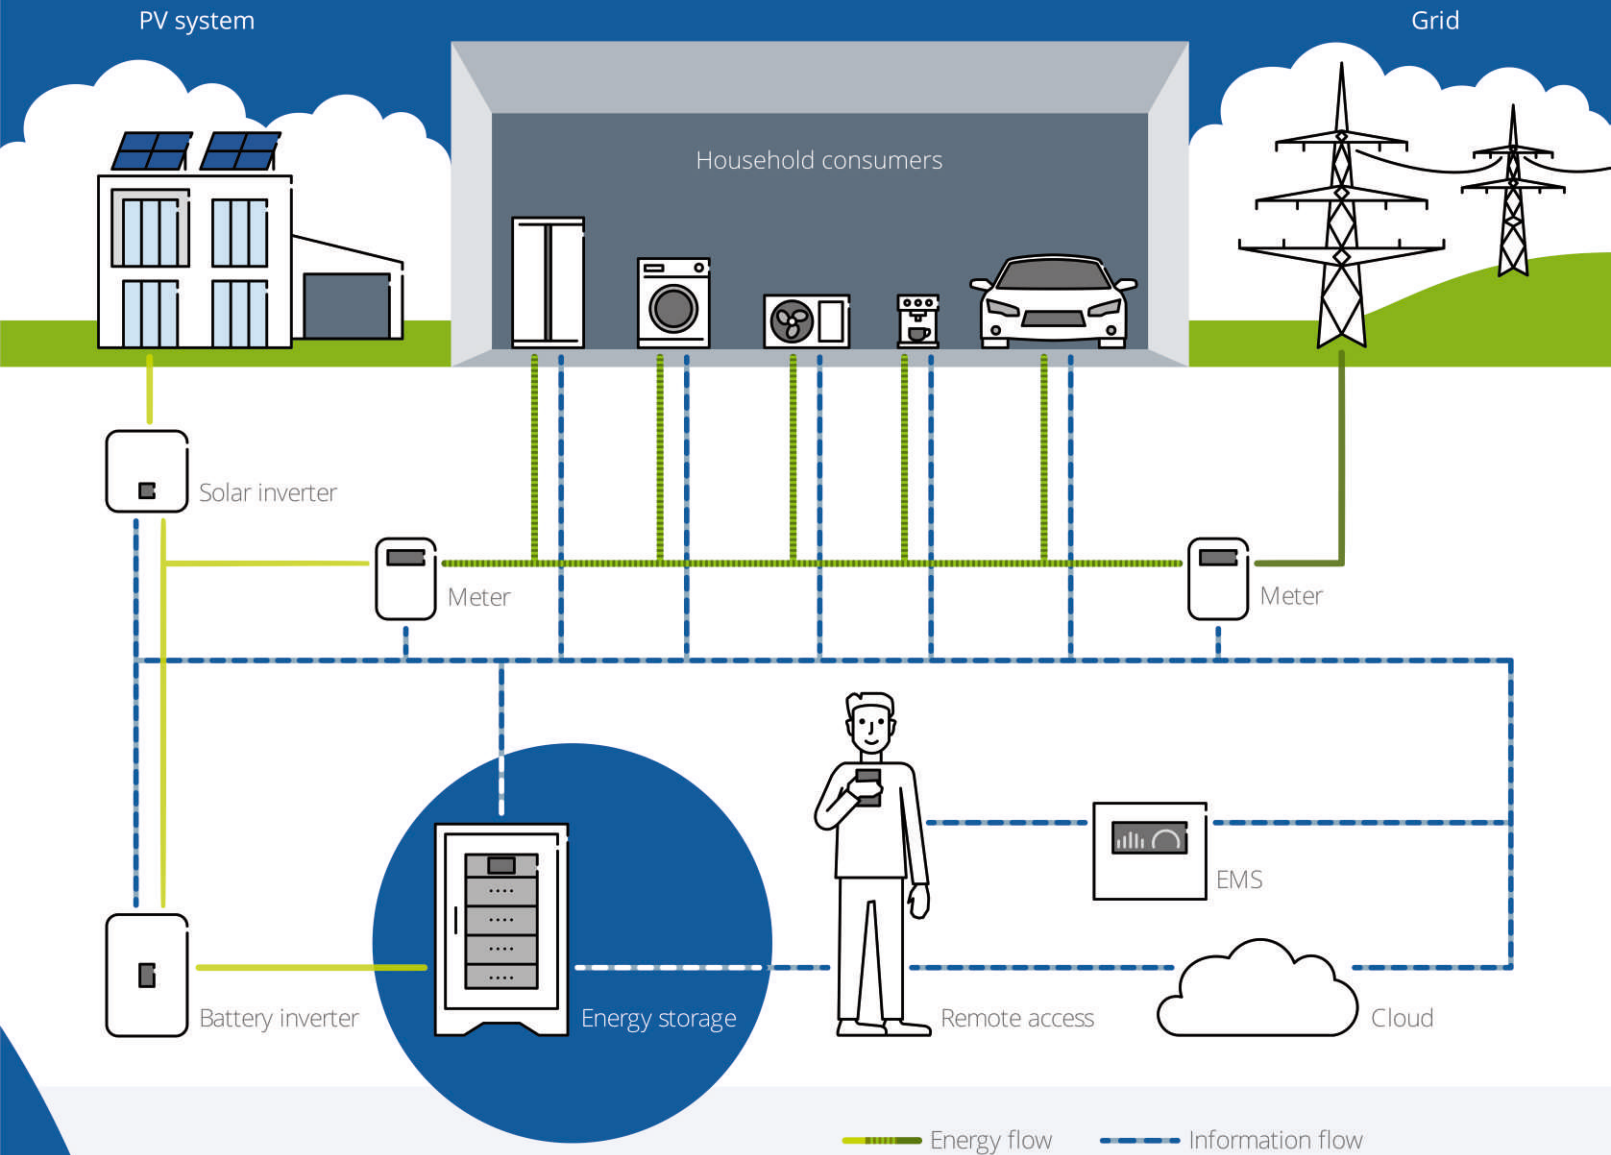 PV system
Grid
Household consumers
Solar inverter
Meter
Meter
EMS
Battery inverter
Energy storage
Remote access
Cloud
Energy flow
Information flow